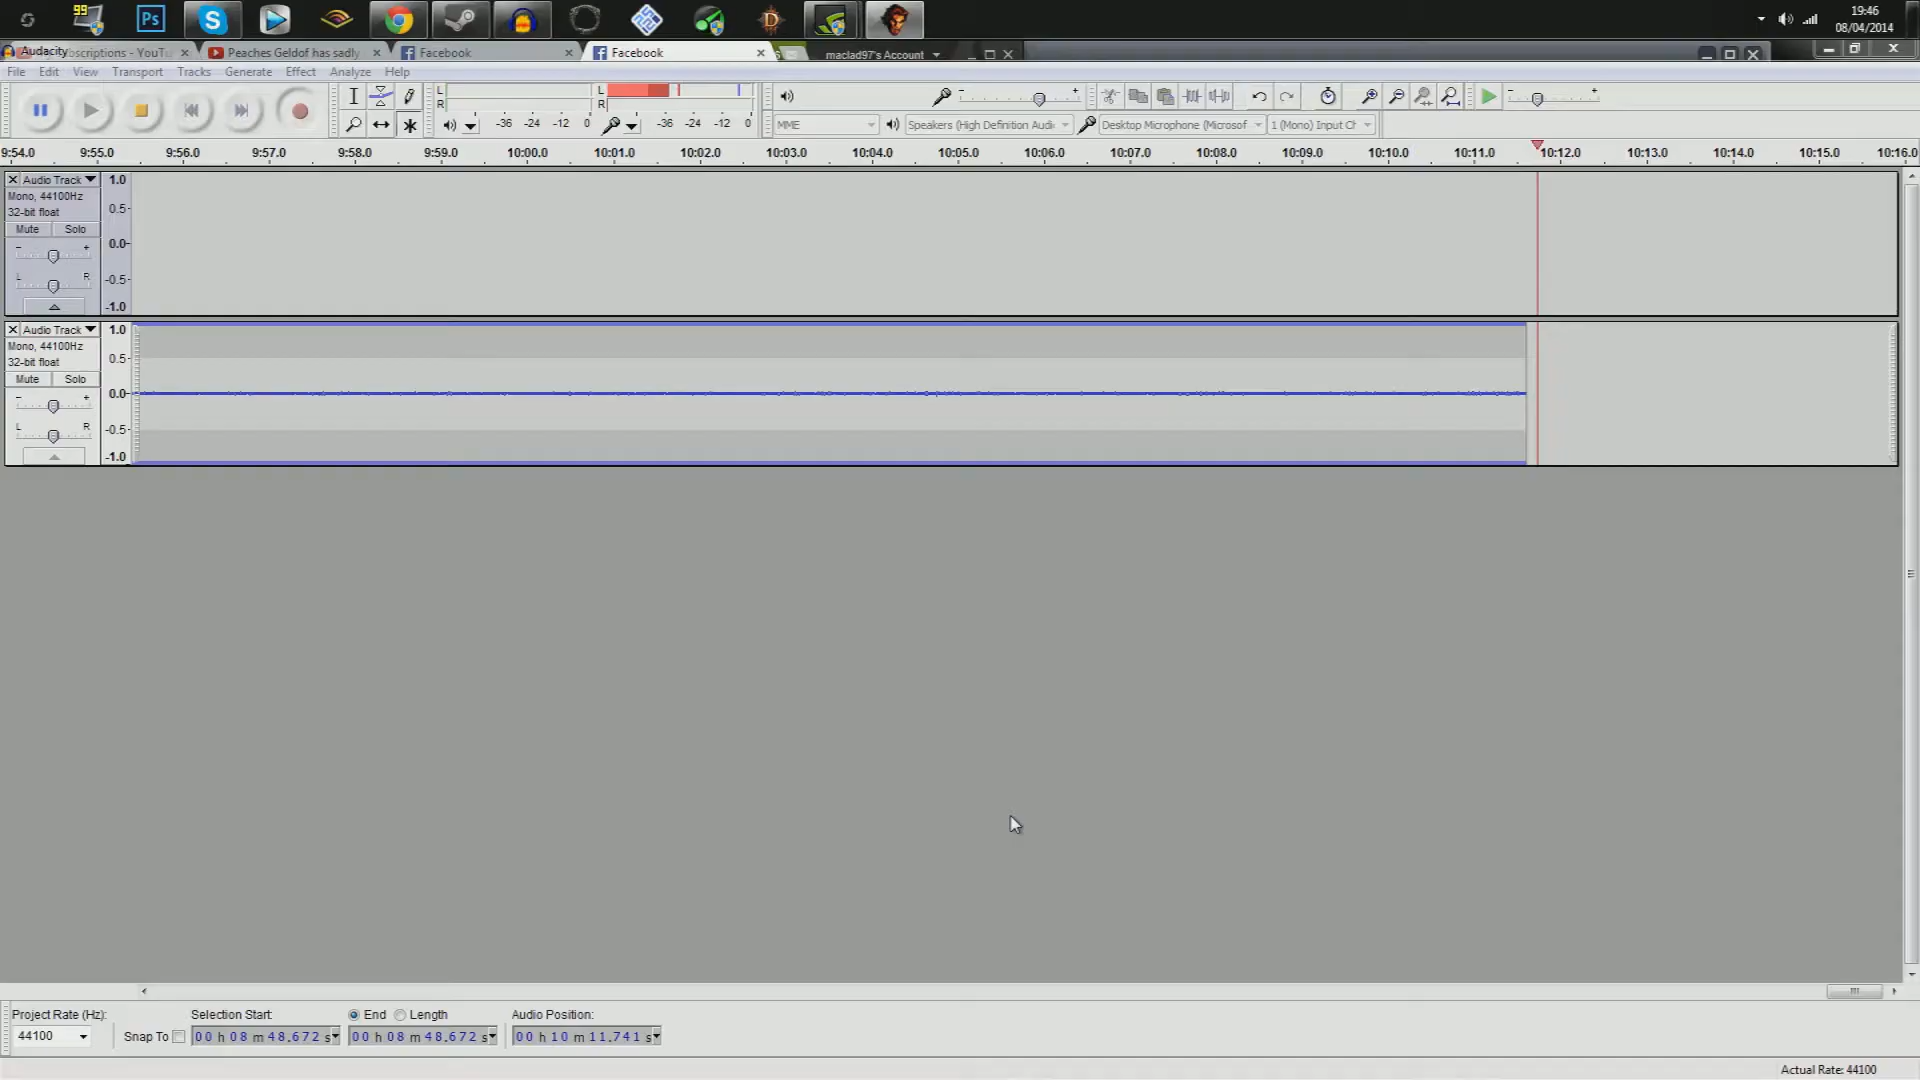 99
Ps
19:46
08/04/2014
Audacity
bscriptions - YouTu
Peaches Geldof has sadly
Facebook
Facebook
maclad97's Account
File Edit View Transport Tracks Generate Effect Analyze Help
L
R
-36 -24 -12 0
L
R
-36 -24 -12 0
MME
Speakers (High Definition Audi
Desktop Microphone (Microsof
1 (Mono) Input Ch
9:54.0 9:55.0 9:56.0 9:57.0 9:58.0 9:59.0 10:00.0 10:01.0 10:02.0 10:03.0 10:04.0 10:05.0 10:06.0 10:07.0 10:08.0 10:09.0 10:10.0 10:11.0 10:12.0 10:13.0 10:14.0 10:15.0 10:16.0
Audio Track
Mono, 44100Hz
32-bit float
Mute Solo
- +
L R
1.0
0.5-
0.0-
-0.5-
-1.0
Audio Track
Mono, 44100Hz
32-bit float
Mute Solo
- +
L R
1.0
0.5-
0.0-
-0.5-
-1.0
Project Rate (Hz):
44100
Snap To
Selection Start:
00 h 08 m 48.672 s
End Length
00 h 08 m 48.672 s
Audio Position:
00 h 10 m 11.741 s
Actual Rate: 44100